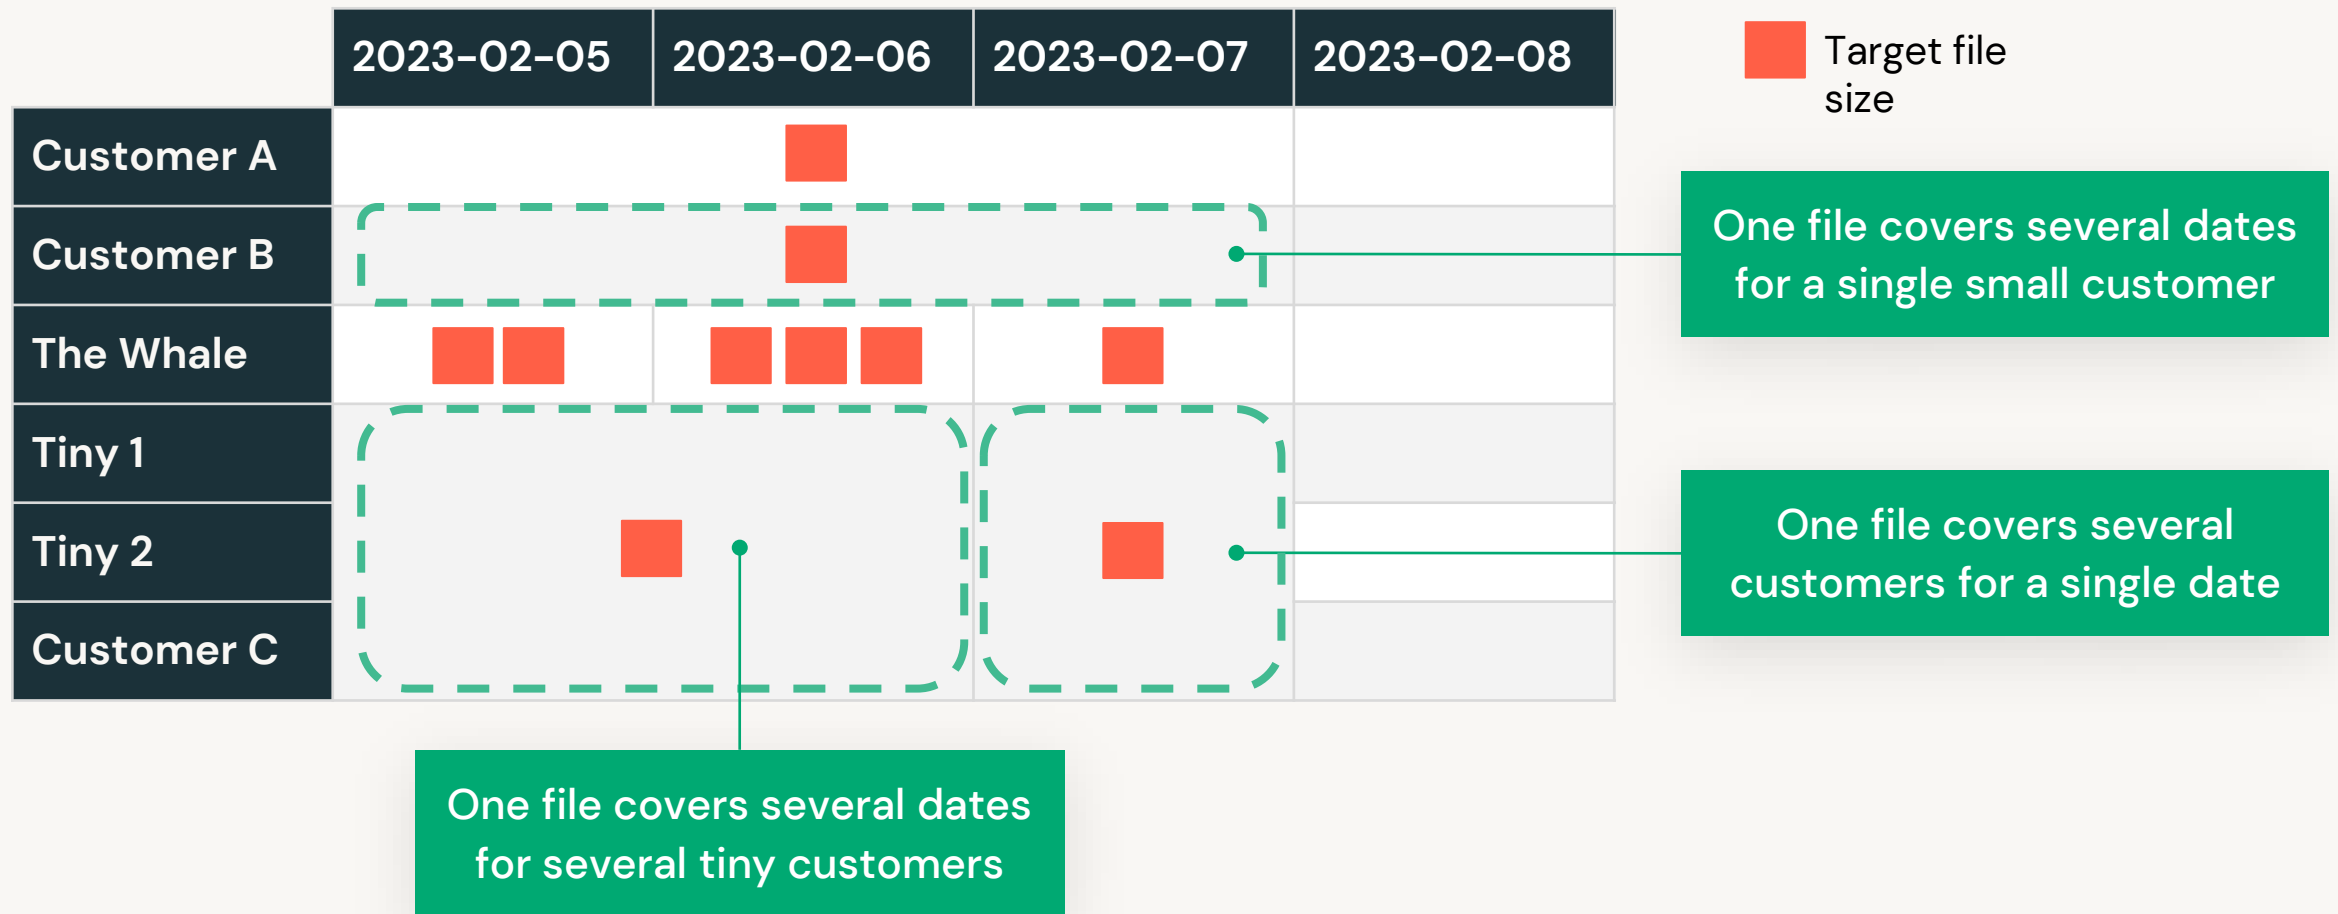 2023-02-05 2023-02-06 2023-02-07 2023-02-08
Target file
size
Customer A
Customer B
One file covers several dates
for a single small customer
The Whale
Tiny 1
Tiny 2
One file covers several
customers for a single date
Customer C
One file covers several dates
for several tiny customers